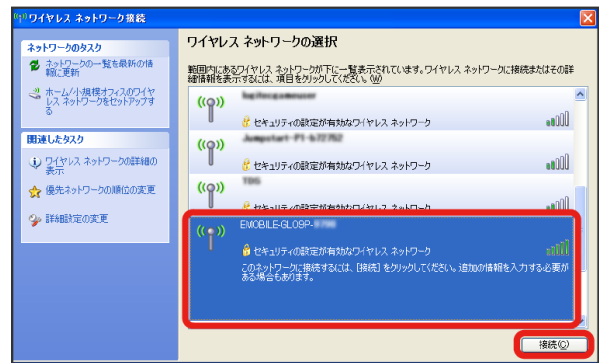 ワイヤレス ネットワーク接続
ネットワークのタスク
ネットワークの一覧を最新の情
報に更新
ホーム/小規模オフィスのワイヤ
レス ネットワークをセットアップす
る
関連したタスク
ワイヤレス ネットワークの詳細の
表示
優先ネットワークの順位の変更
詳細設定の変更
ワイヤレス ネットワークの選択
範囲内にあるワイヤレス ネットワークが下に一覧表示されています。ワイヤレス ネットワークに接続またはその詳
細情報を表示するには、項目をクリックしてください。(W)
セキュリティの設定が有効なワイヤレス ネットワーク
セキュリティの設定が有効なワイヤレス ネットワーク
セキュリティの設定が有効なワイヤレス ネットワーク
EMOBILE-GL09P-
セキュリティの設定が有効なワイヤレス ネットワーク
このネットワークに接続するには、[接続] をクリックしてください。追加の情報を入力する必要が
ある場合もあります。
接続(C)